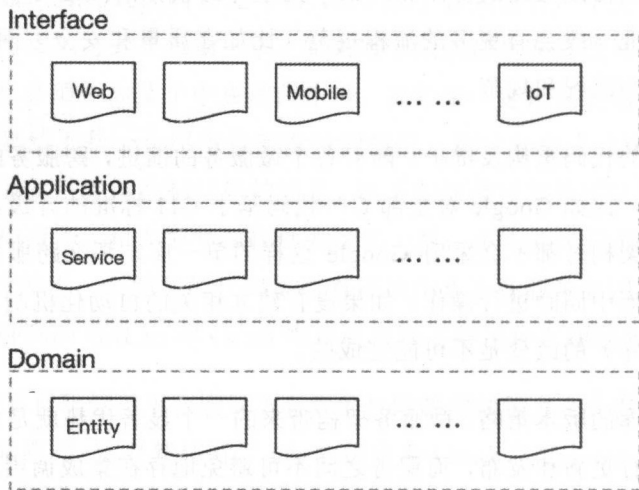 Interface
Web Mobile … … IoT
Application
Service … …
Domain
Entity … …